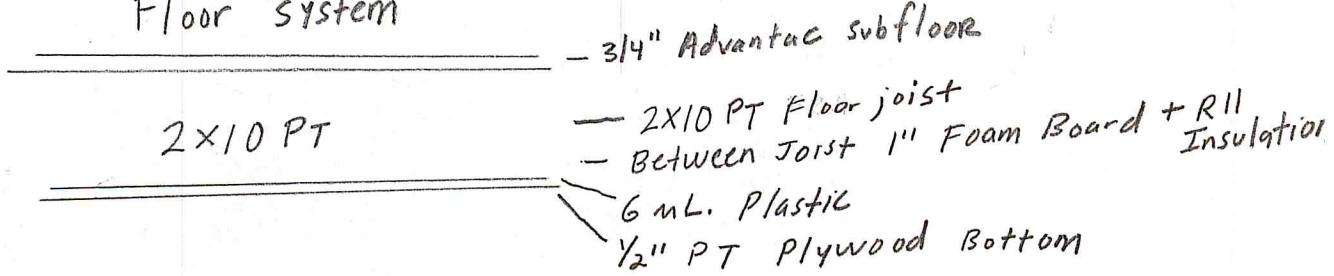 Floor System
- 3/4" Advantac subflooR
2X10 PT
- 2X10 PT Floor joist
- Between Joist 1" Foam Board + R11 Insulation
6 mL. Plastic
1/2" PT Plywood Bottom